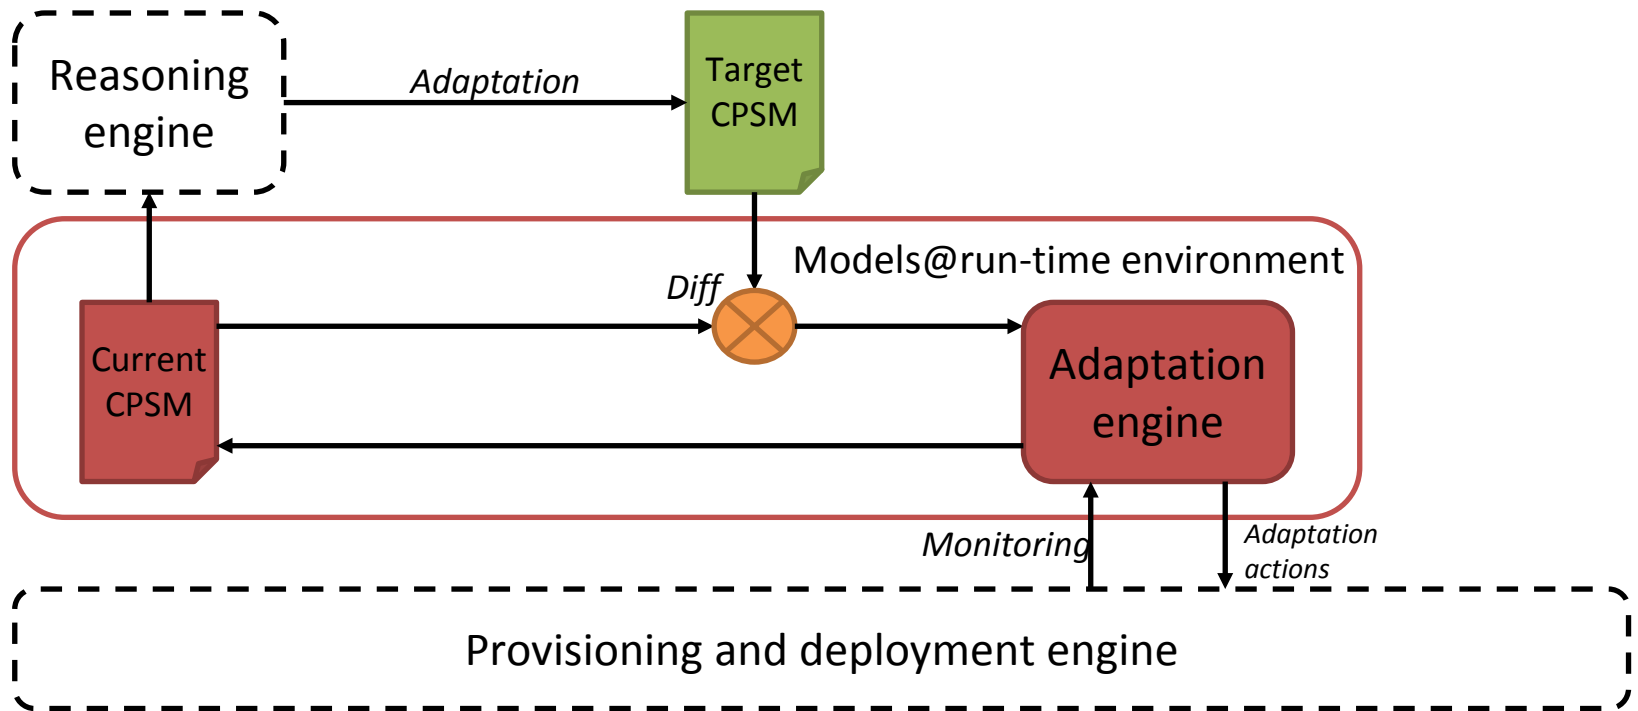 Reasoning
engine
Adaptation
Target
CPSM
Models@run-time environment
Diff
Current
CPSM
Adaptation
engine
Monitoring
Adaptation
actions
Provisioning and deployment engine